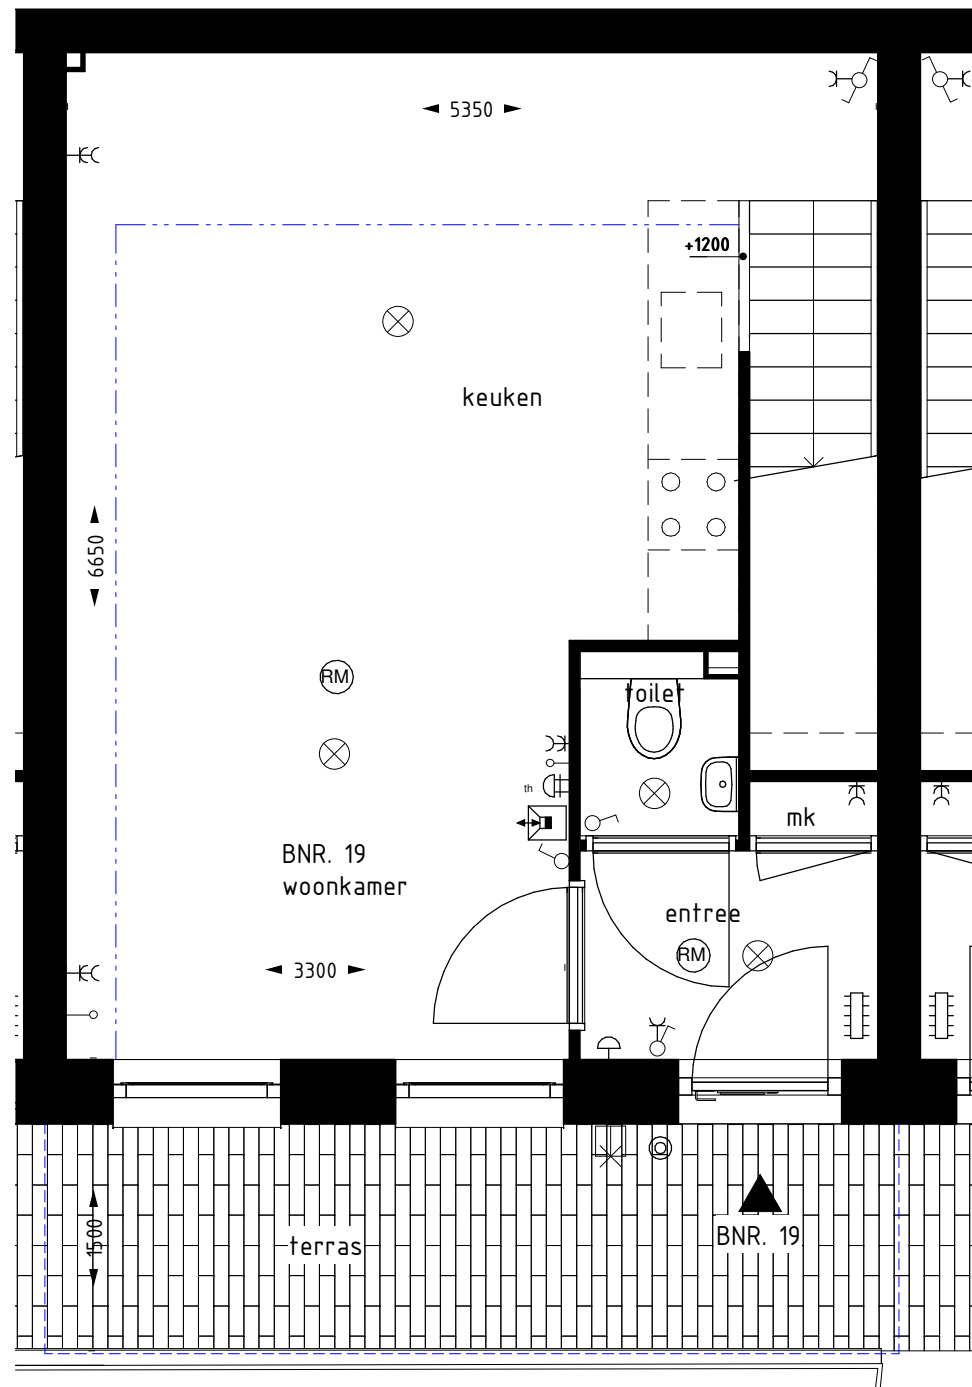 5350
+1200
keuken
6650
RM
toilet
th
mk
BNR. 19
woonkamer
entree
RM
3300
1500
terras
BNR. 19